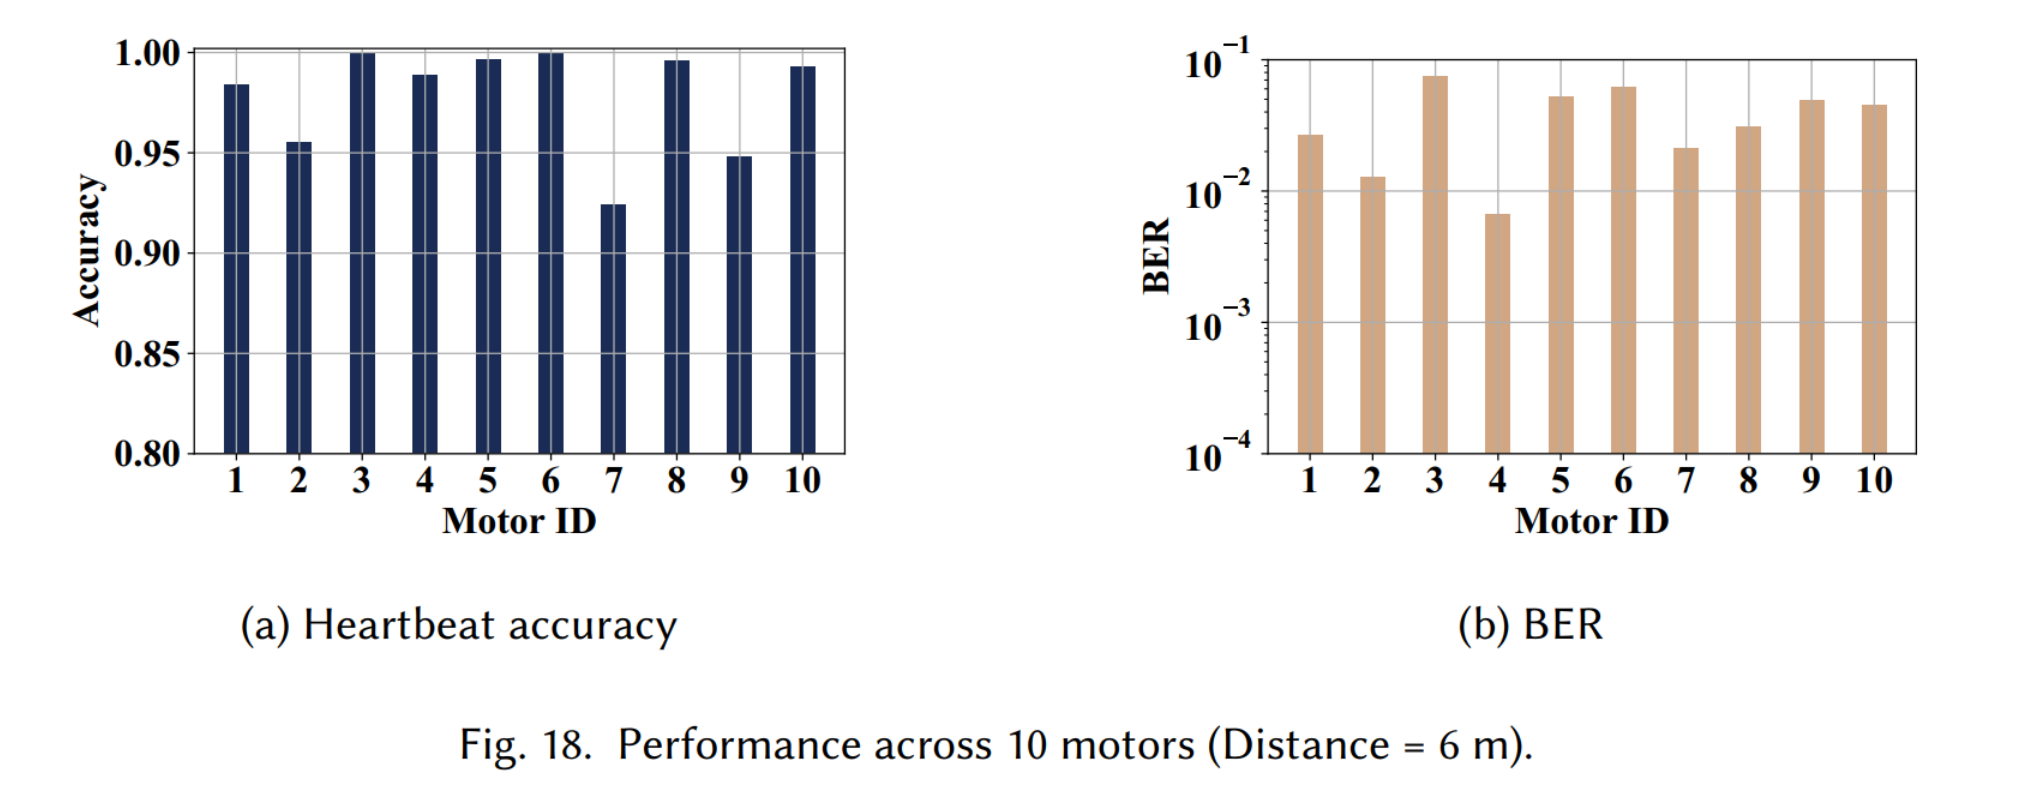 1.00
0.95
0.90
0.85
0.80
Accuracy
1 2 3 4 5 6 7 8 9 10
Motor ID
(a) Heartbeat accuracy
10⁻¹
10⁻²
10⁻³
10⁻⁴
BER
1 2 3 4 5 6 7 8 9 10
Motor ID
(b) BER
Fig. 18. Performance across 10 motors (Distance = 6 m).